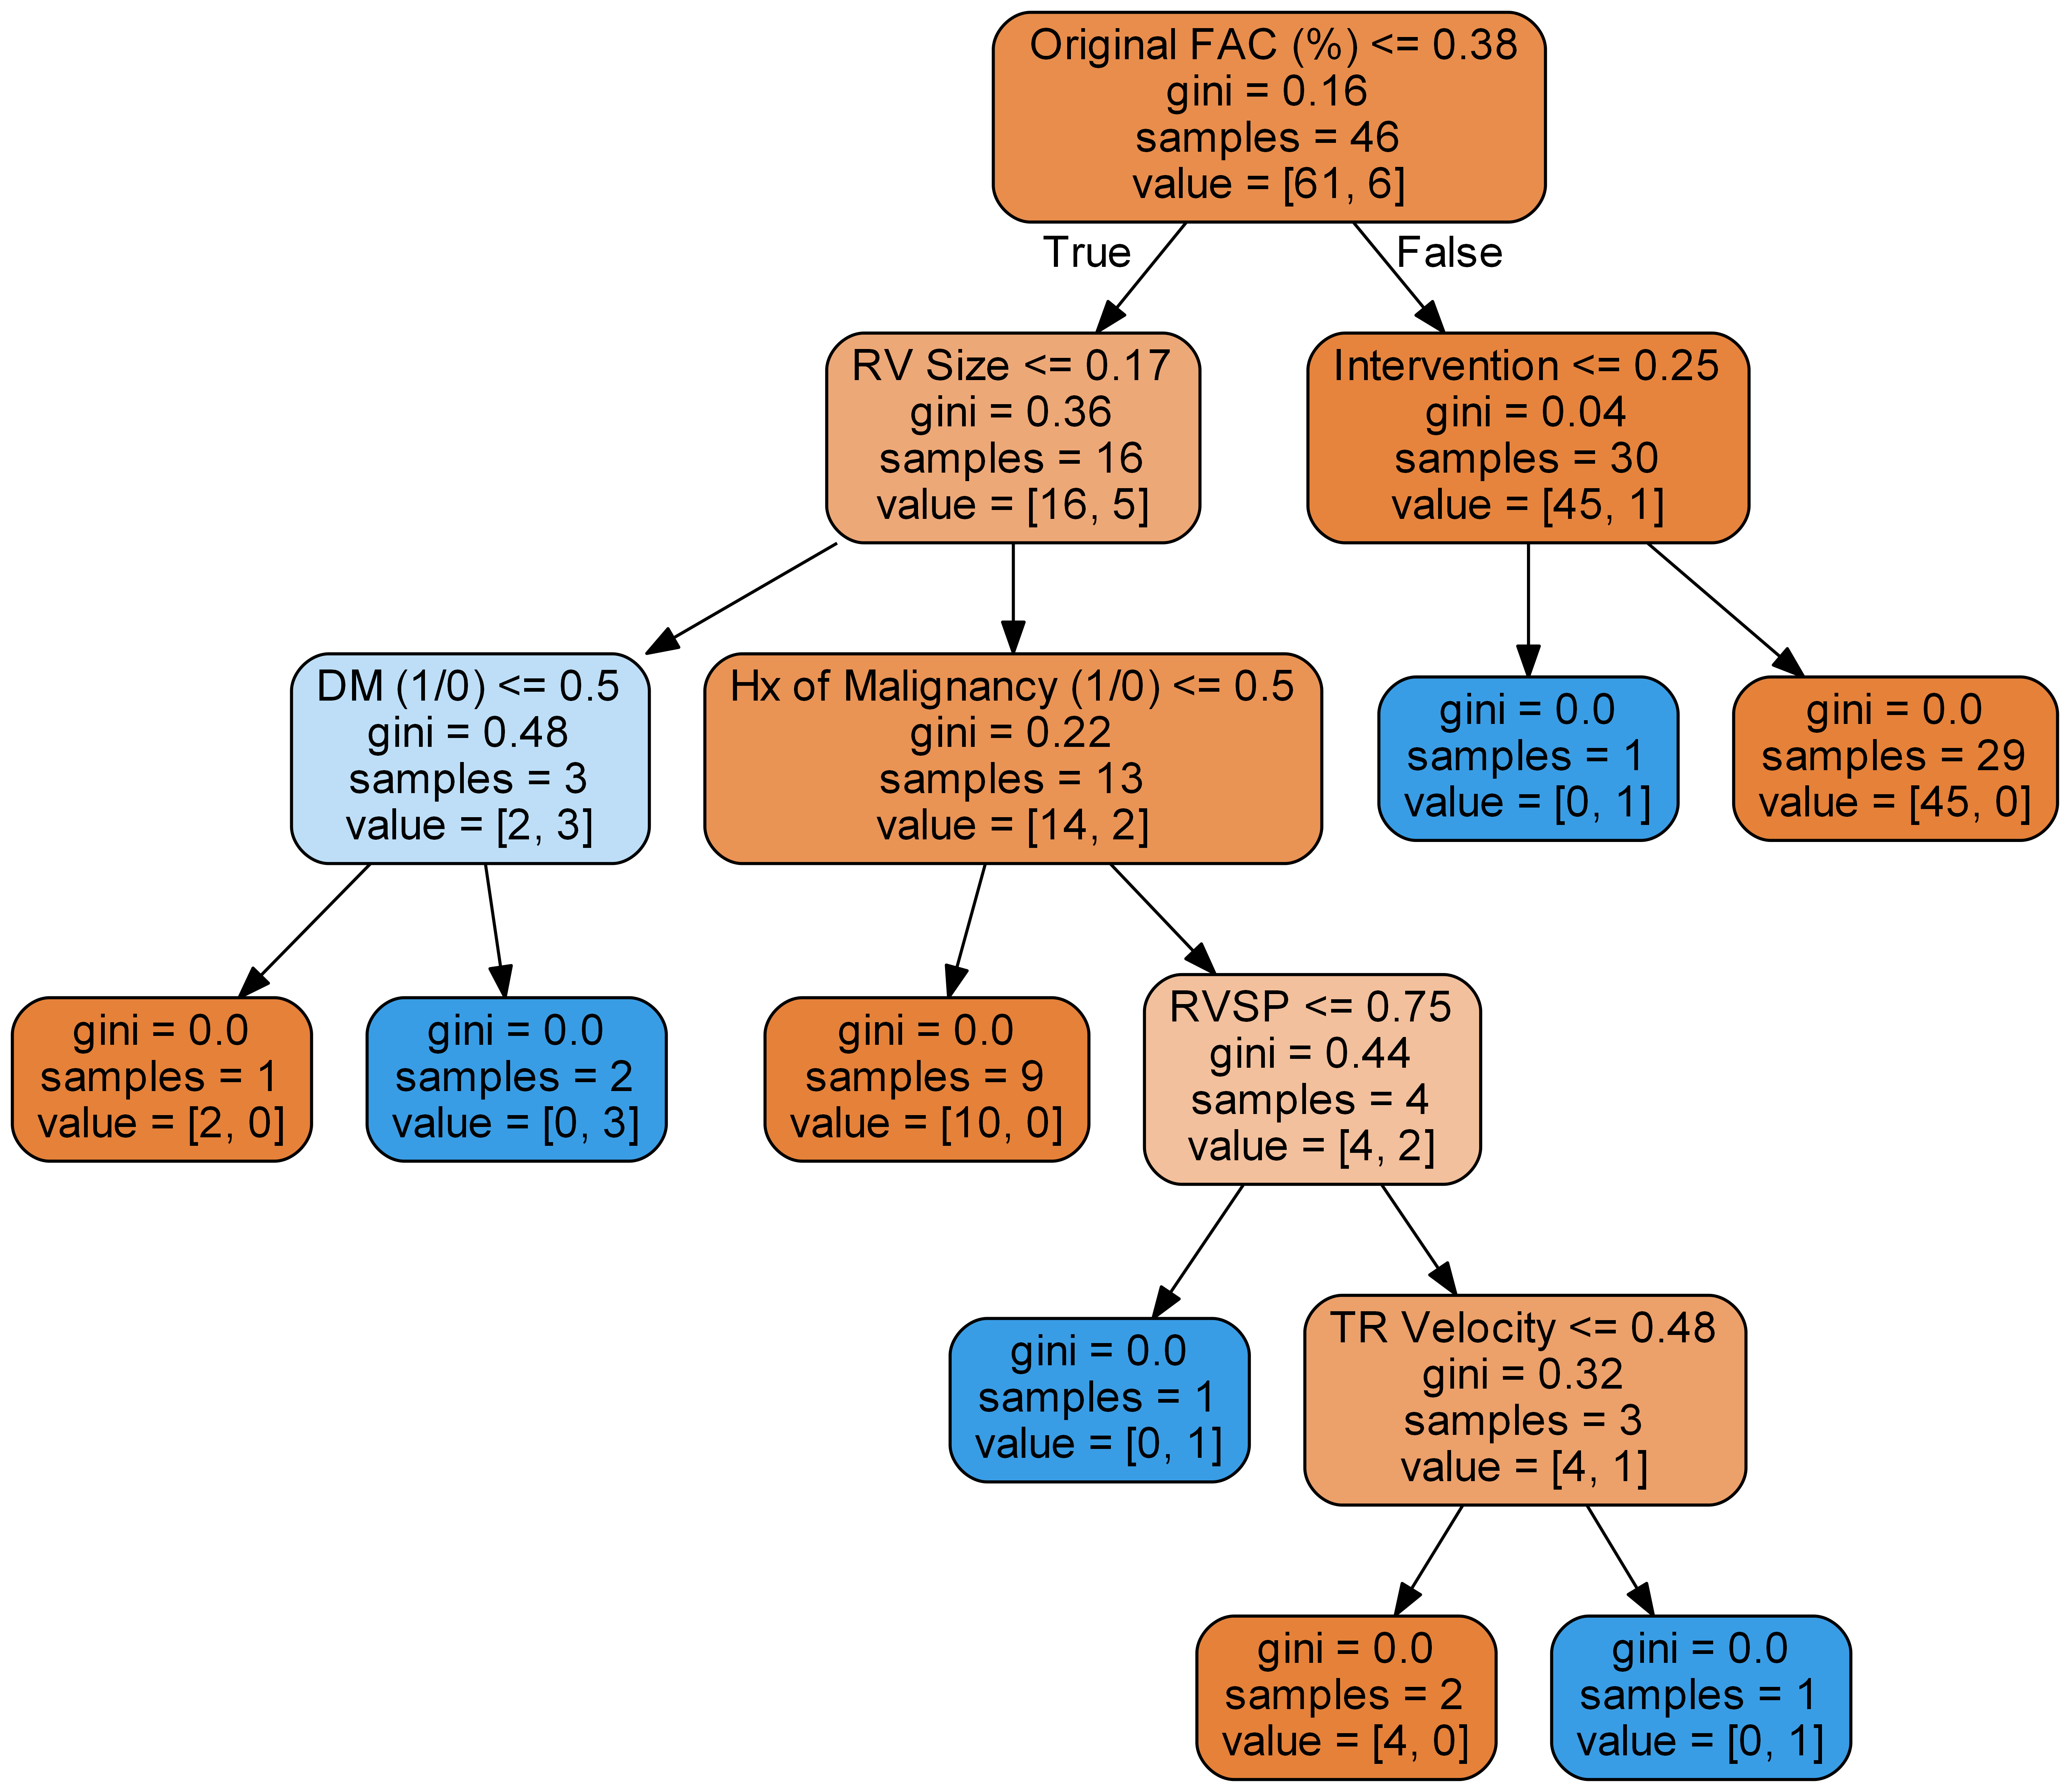 Original FAC (%) <= 0.38
gini = 0.16
samples = 46
value = [61, 6]
True
False
RV Size <= 0.17
gini = 0.36
samples = 16
value = [16, 5]
Intervention <= 0.25
gini = 0.04
samples = 30
value = [45, 1]
DM (1/0) <= 0.5
gini = 0.48
samples = 3
value = [2, 3]
Hx of Malignancy (1/0) <= 0.5
gini = 0.22
samples = 13
value = [14, 2]
gini = 0.0
samples = 1
value = [0, 1]
gini = 0.0
samples = 29
value = [45, 0]
gini = 0.0
samples = 1
value = [2, 0]
gini = 0.0
samples = 2
value = [0, 3]
gini = 0.0
samples = 9
value = [10, 0]
RVSP <= 0.75
gini = 0.44
samples = 4
value = [4, 2]
gini = 0.0
samples = 1
value = [0, 1]
TR Velocity <= 0.48
gini = 0.32
samples = 3
value = [4, 1]
gini = 0.0
samples = 2
value = [4, 0]
gini = 0.0
samples = 1
value = [0, 1]